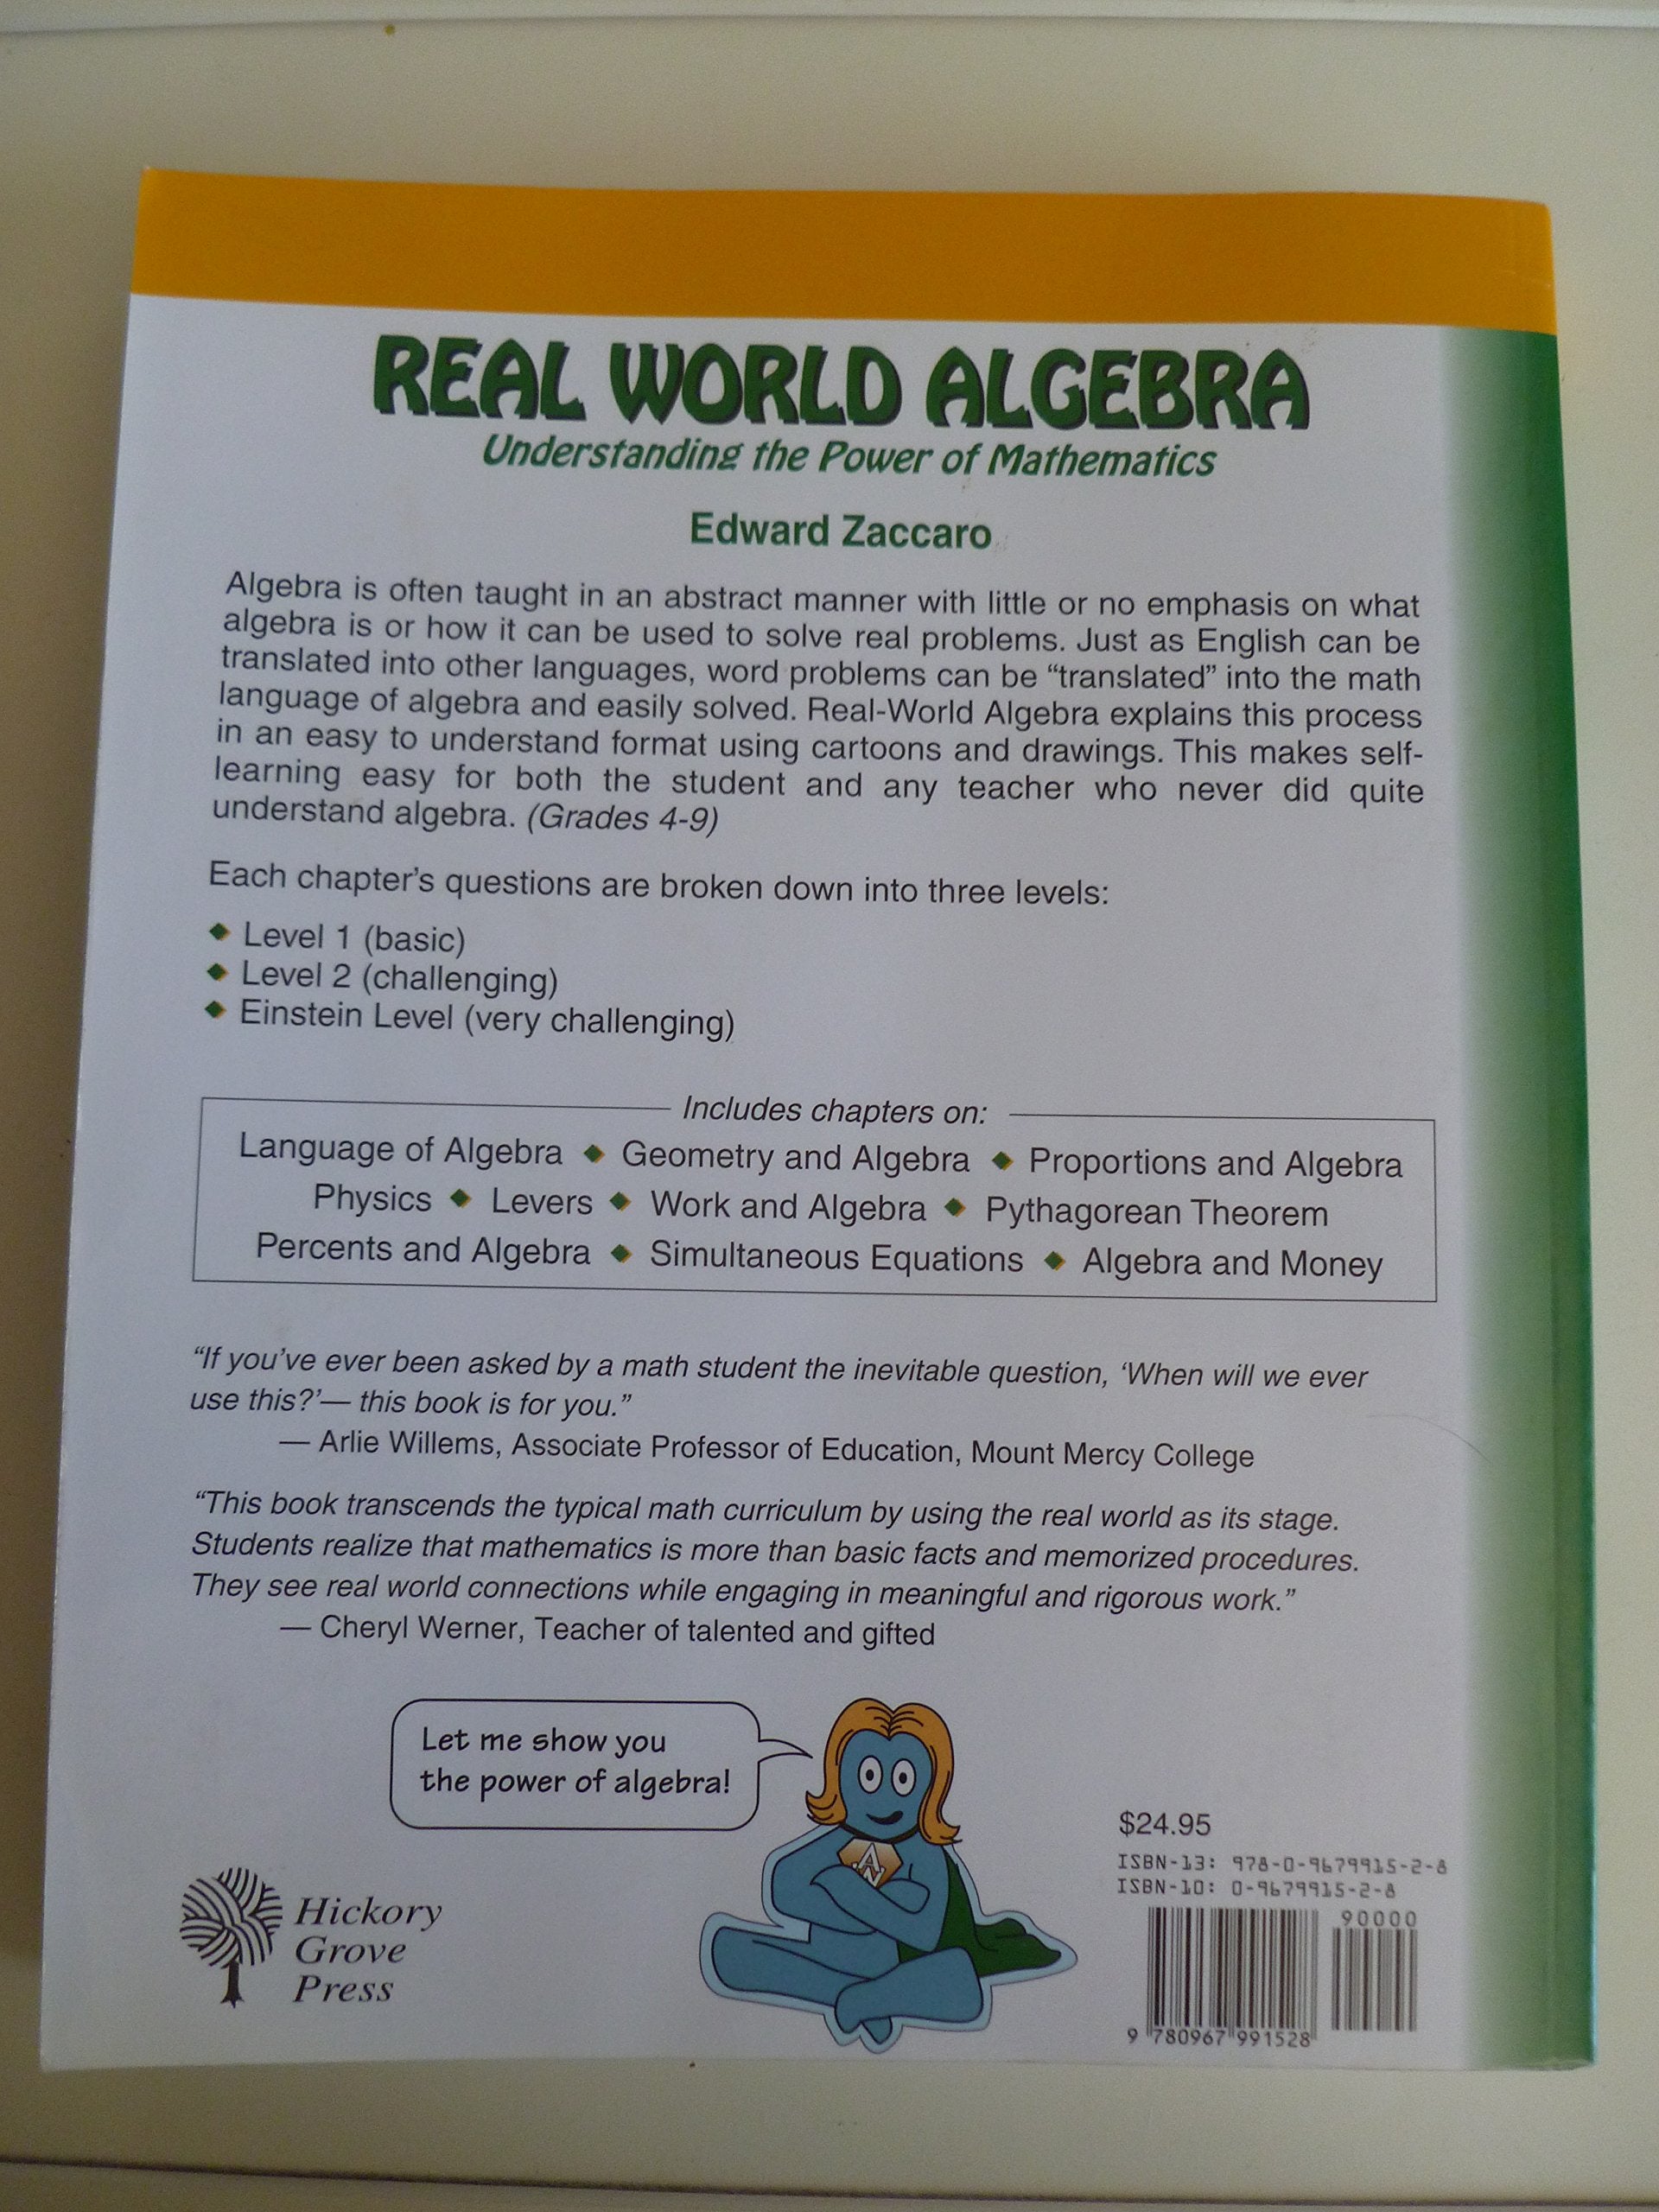 REAL WORLD ALGEBRA
Understanding the Power of Mathematics
Edward Zaccaro
Algebra is often taught in an abstract manner with little or no emphasis on what
algebra is or how it can be used to solve real problems. Just as English can be
translated into other languages, word problems can be “translated” into the math
language of algebra and easily solved. Real-World Algebra explains this process
in an easy to understand format using cartoons and drawings. This makes self-
learning easy for both the student and any teacher who never did quite
understand algebra. (Grades 4-9)
Each chapter’s questions are broken down into three levels:
◆ Level 1 (basic)
◆ Level 2 (challenging)
◆ Einstein Level (very challenging)
Includes chapters on:
Language of Algebra ◆ Geometry and Algebra ◆ Proportions and Algebra
Physics ◆ Levers ◆ Work and Algebra ◆ Pythagorean Theorem
Percents and Algebra ◆ Simultaneous Equations ◆ Algebra and Money
“If you’ve ever been asked by a math student the inevitable question, ‘When will we ever
use this?’— this book is for you.”
— Arlie Willems, Associate Professor of Education, Mount Mercy College
“This book transcends the typical math curriculum by using the real world as its stage.
Students realize that mathematics is more than basic facts and memorized procedures.
They see real world connections while engaging in meaningful and rigorous work.”
— Cheryl Werner, Teacher of talented and gifted
Let me show you
the power of algebra!
AN
Hickory
Grove
Press
$24.95
ISBN-13: 978-0-9679915-2-8
ISBN-10: 0-9679915-2-8
90000
9 780967 991528